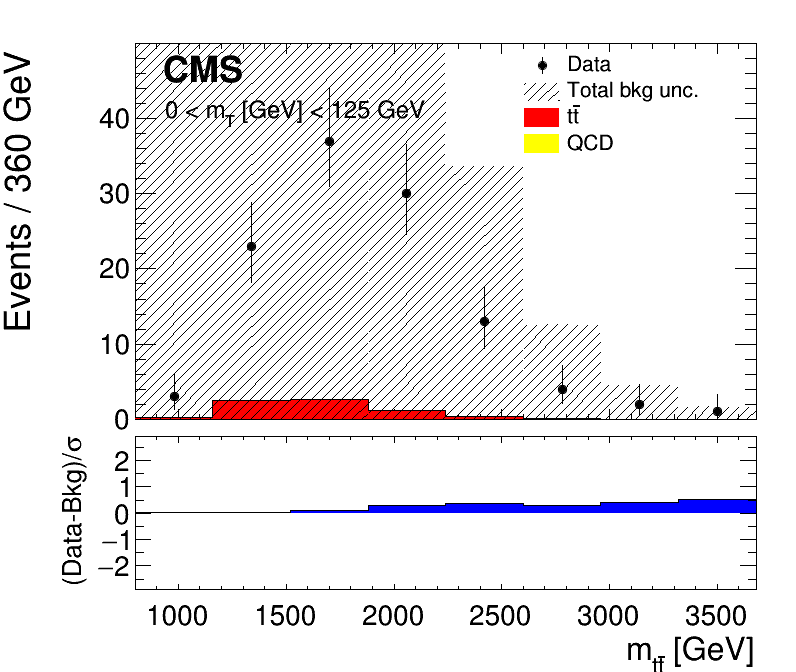 Events / 360 GeV
CMS
0 < m_T [GeV] < 125 GeV
Data
Total bkg unc.
tt̄
QCD
40
30
20
10
0
(Data-Bkg)/σ
2
1
0
−1
−2
1000 1500 2000 2500 3000 3500
m_tt̄ [GeV]